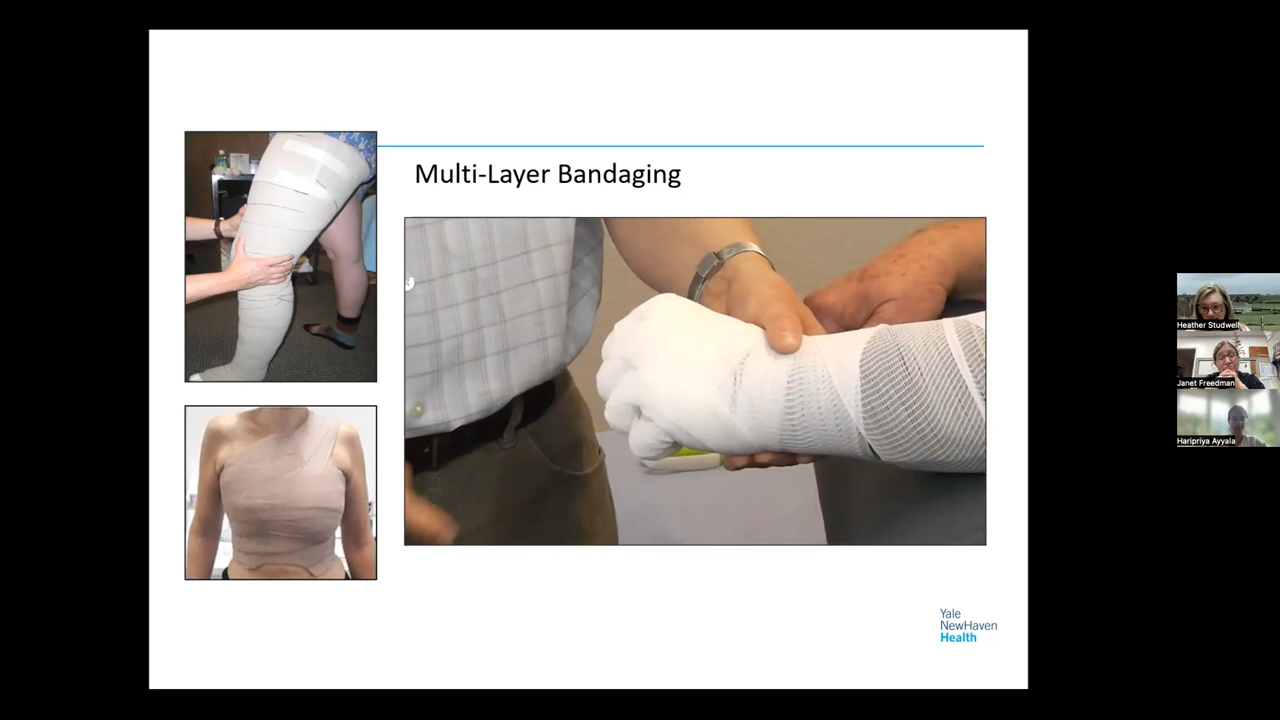 Multi-Layer Bandaging
Yale
NewHaven
Health
Heather Studwell
Janet Freedman
Haripriya Ayyala